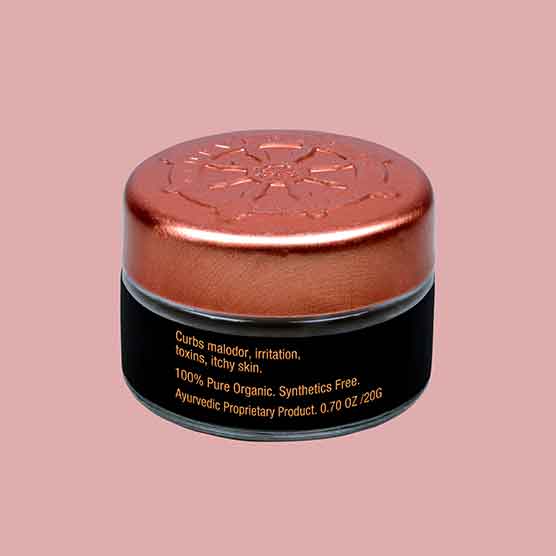 Curbs malodor, irritation,
toxins, itchy skin.
100% Pure Organic. Synthetics Free.
Ayurvedic Proprietary Product. 0.70 OZ /20G